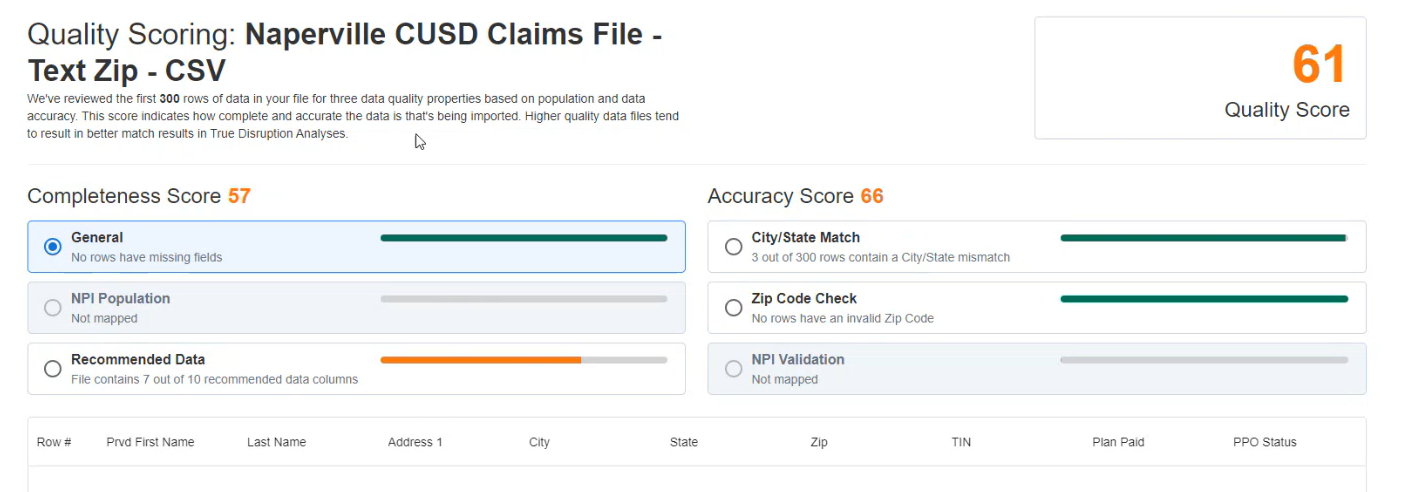 Quality Scoring: Naperville CUSD Claims File -
Text Zip - CSV
We've reviewed the first 300 rows of data in your file for three data quality properties based on population and data
accuracy. This score indicates how complete and accurate the data is that's being imported. Higher quality data files tend
to result in better match results in True Disruption Analyses.
61
Quality Score
Completeness Score 57
General
No rows have missing fields
NPI Population
Not mapped
Recommended Data
File contains 7 out of 10 recommended data columns
Accuracy Score 66
City/State Match
3 out of 300 rows contain a City/State mismatch
Zip Code Check
No rows have an invalid Zip Code
NPI Validation
Not mapped
Row # Prvd First Name Last Name Address 1 City State Zip TIN Plan Paid PPO Status